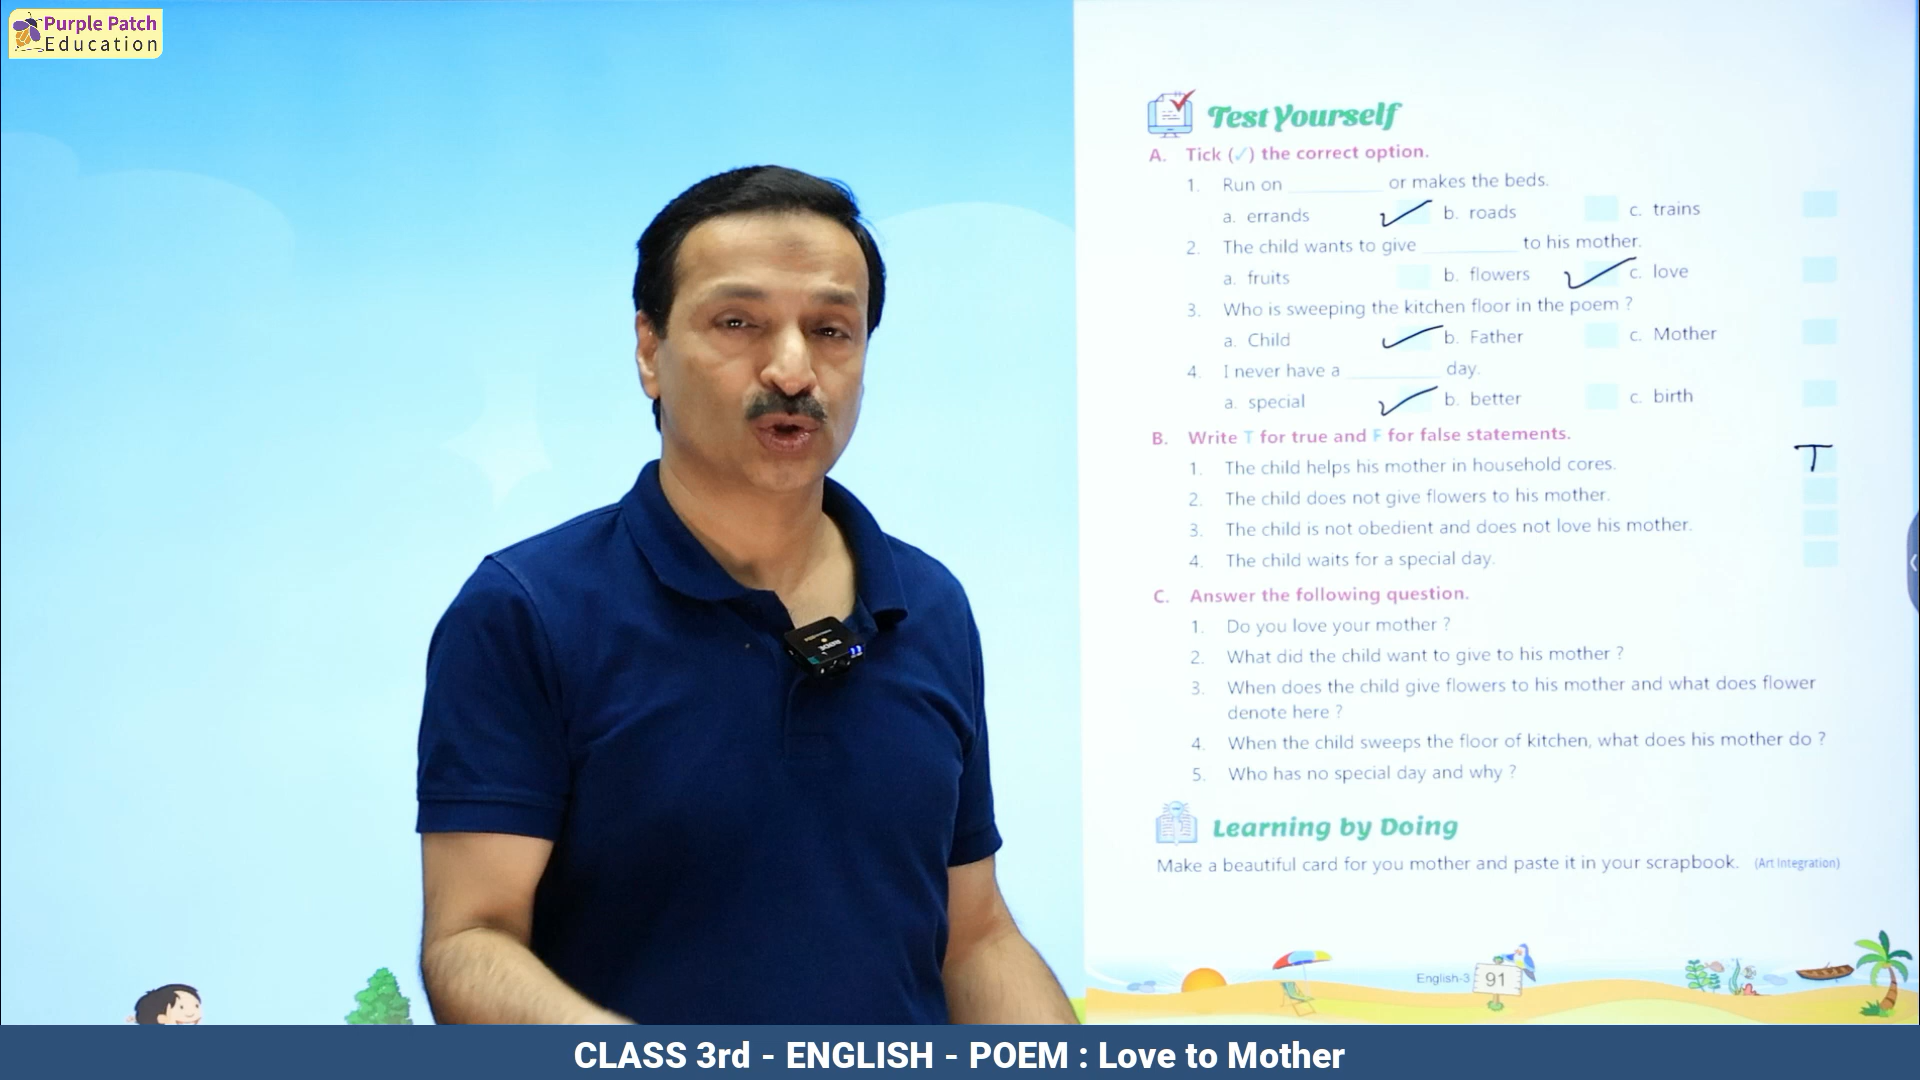 Purple Patch
Education
Test Yourself
A. Tick (✓) the correct option.
1. Run on __________ or makes the beds.
a. errands ✓ b. roads c. trains
2. The child wants to give __________ to his mother.
a. fruits b. flowers ✓ c. love
3. Who is sweeping the kitchen floor in the poem ?
a. Child ✓ b. Father c. Mother
4. I never have a __________ day.
a. special ✓ b. better c. birth
B. Write T for true and F for false statements.
1. The child helps his mother in household cores. T
2. The child does not give flowers to his mother.
3. The child is not obedient and does not love his mother.
4. The child waits for a special day.
C. Answer the following question.
1. Do you love your mother ?
2. What did the child want to give to his mother ?
3. When does the child give flowers to his mother and what does flower
denote here ?
4. When the child sweeps the floor of kitchen, what does his mother do ?
5. Who has no special day and why ?
Learning by Doing
Make a beautiful card for you mother and paste it in your scrapbook. (Art Integration)
English-3 91
CLASS 3rd - ENGLISH - POEM : Love to Mother